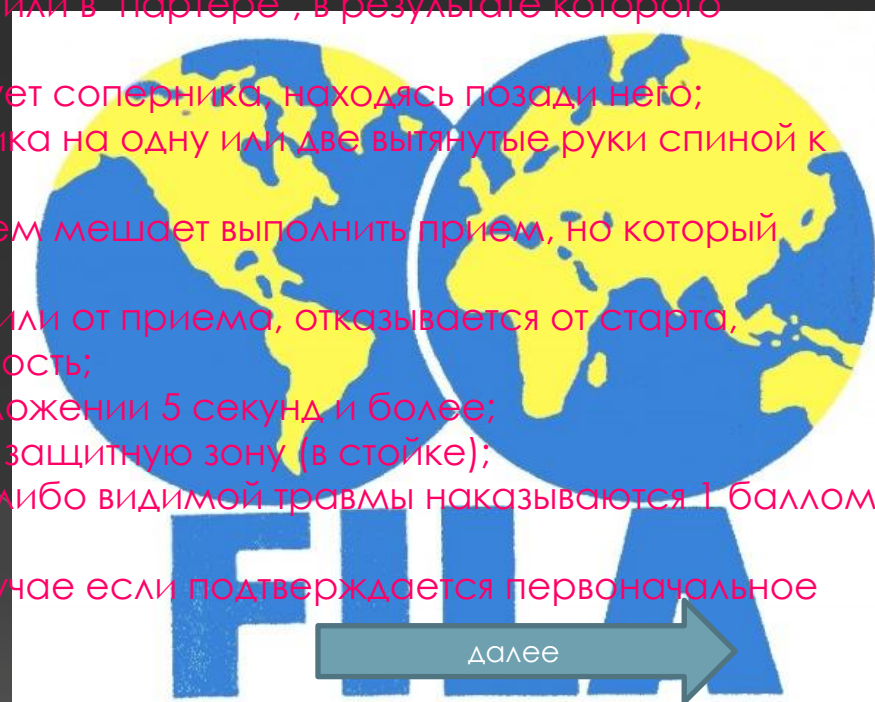 или в "партере", в результате которого
ет соперника, находясь позади него;
ика на одну или две вытянутые руки спиной к
ем мешает выполнить прием, но который
или от приема, отказывается от старта,
ость;
ложении 5 секунд и более;
защитную зону (в стойке);
либо видимой травмы наказываются 1 баллом
учае если подтверждается первоначальное
далее
FILA